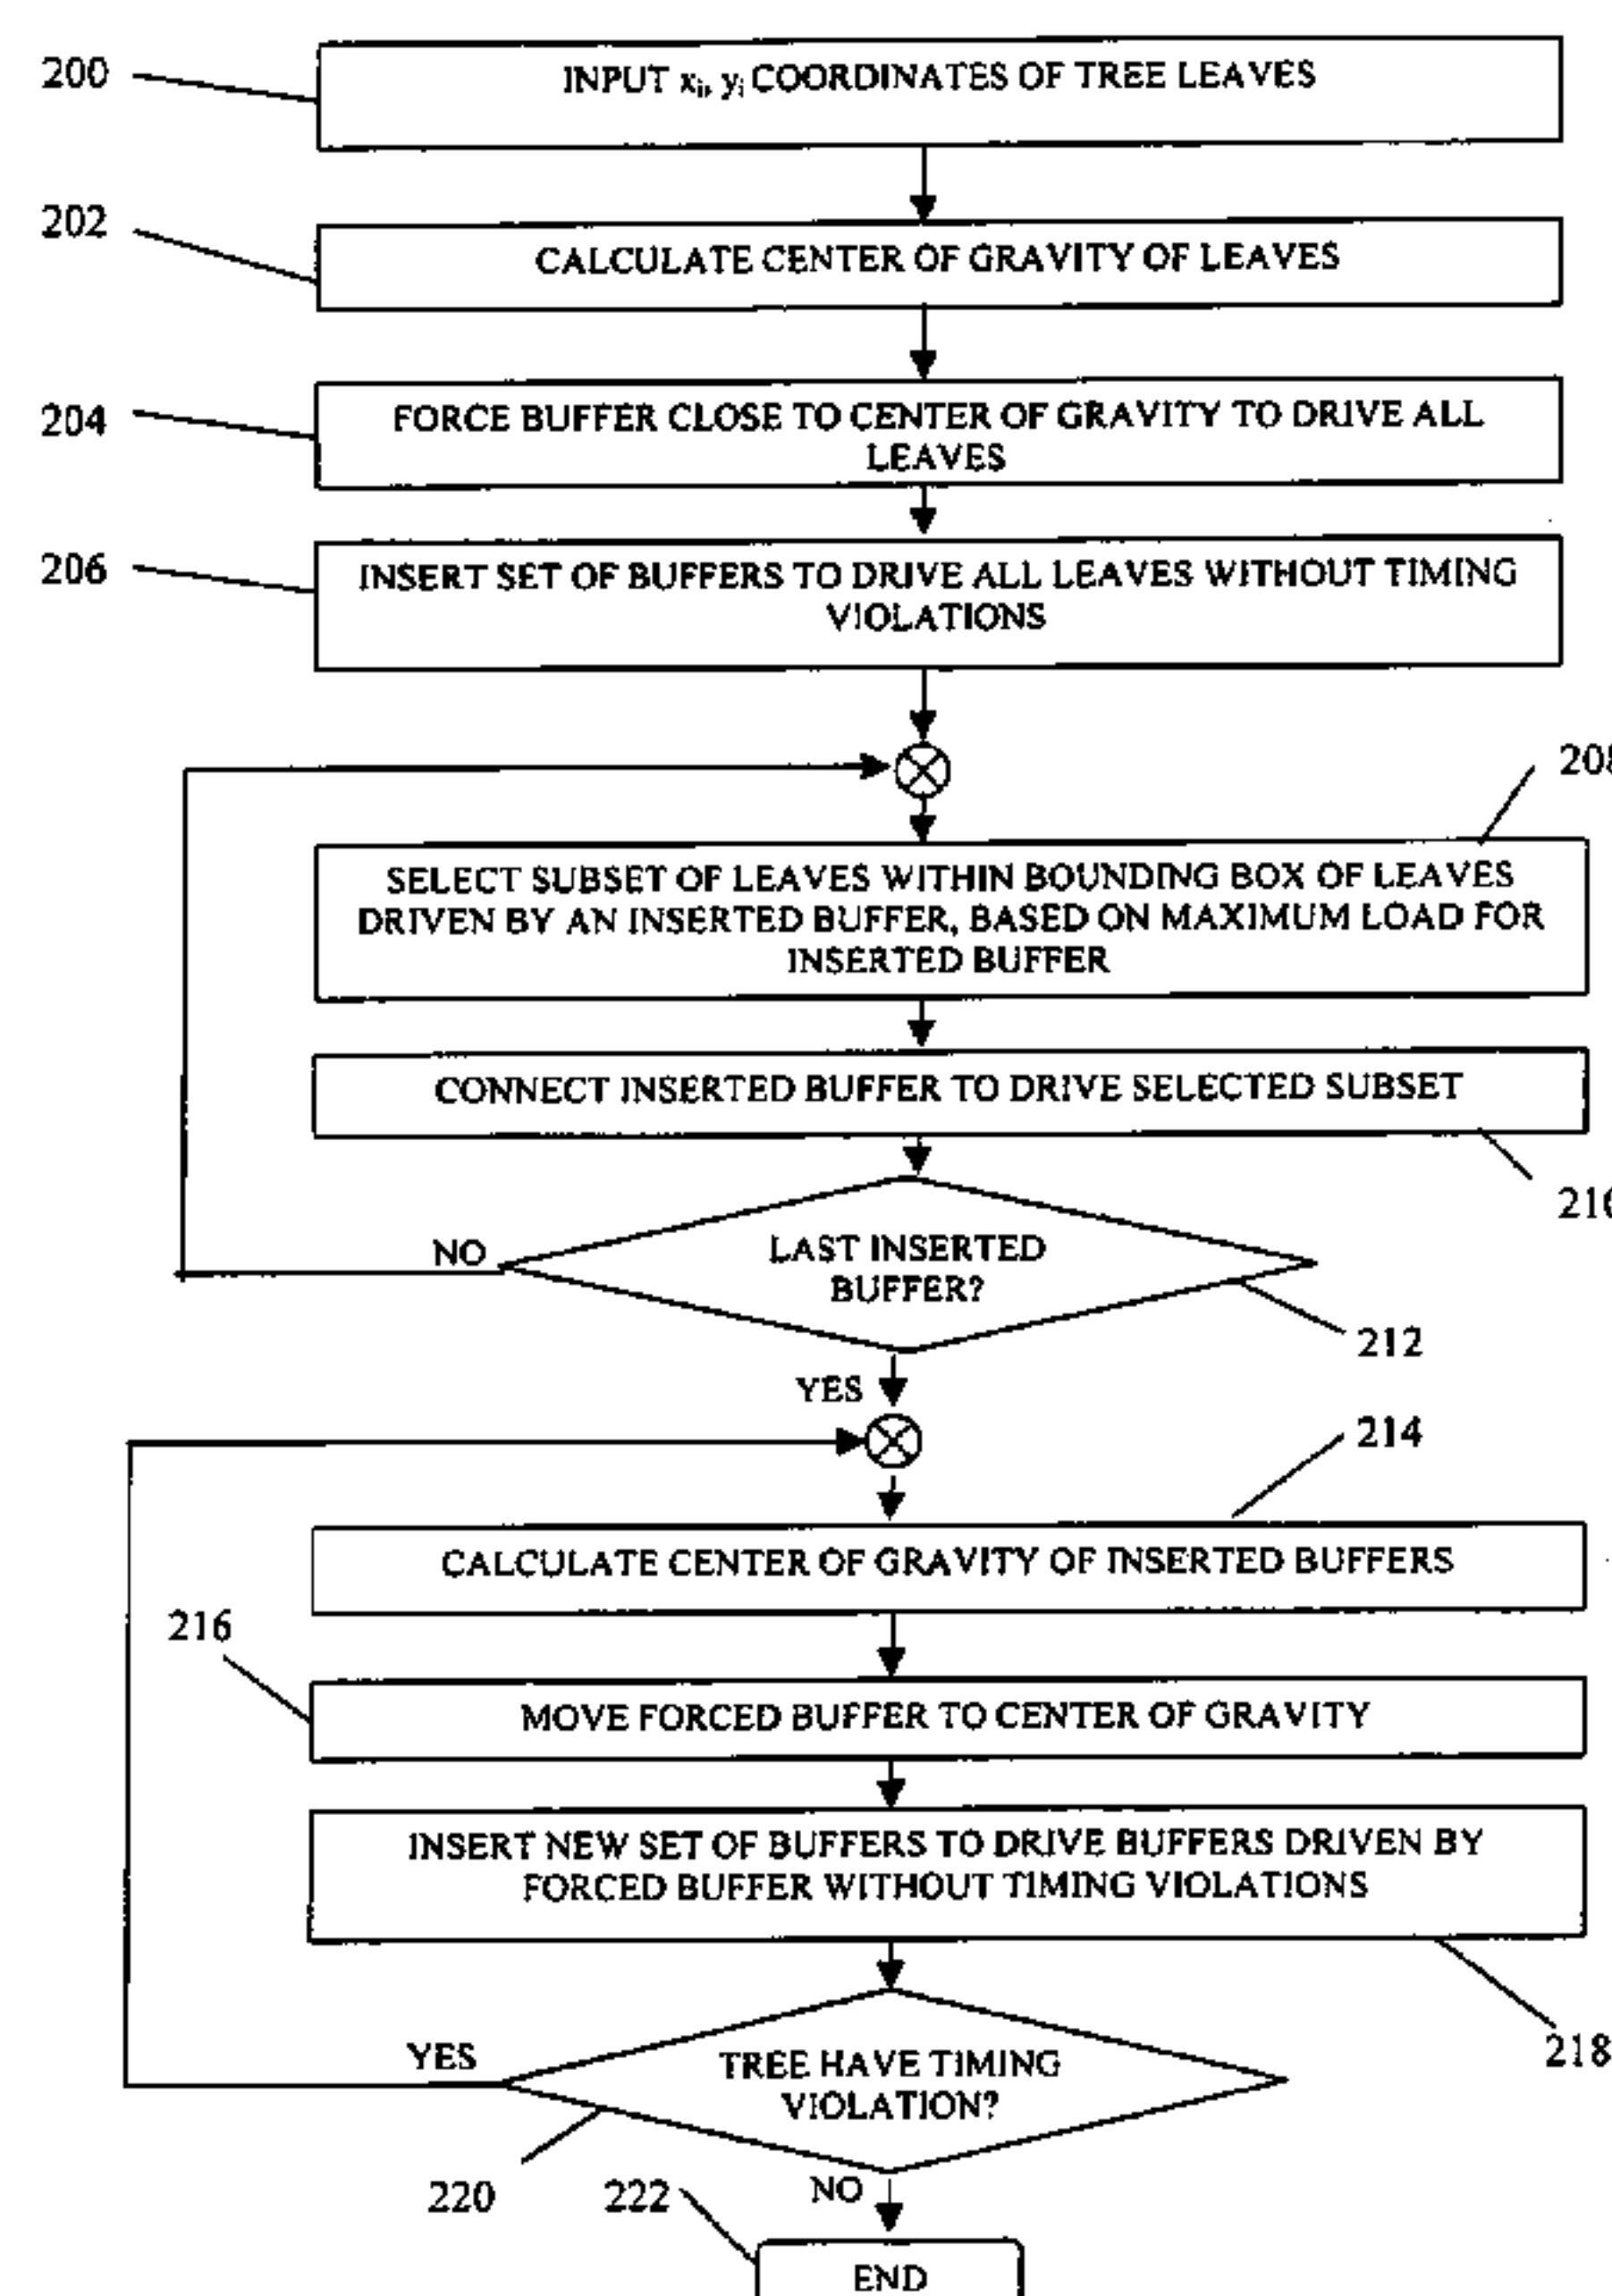 200
INPUT xᵢ, yᵢ COORDINATES OF TREE LEAVES
202
CALCULATE CENTER OF GRAVITY OF LEAVES
204
FORCE BUFFER CLOSE TO CENTER OF GRAVITY TO DRIVE ALL
LEAVES
206
INSERT SET OF BUFFERS TO DRIVE ALL LEAVES WITHOUT TIMING
VIOLATIONS
208
SELECT SUBSET OF LEAVES WITHIN BOUNDING BOX OF LEAVES
DRIVEN BY AN INSERTED BUFFER, BASED ON MAXIMUM LOAD FOR
INSERTED BUFFER
CONNECT INSERTED BUFFER TO DRIVE SELECTED SUBSET
210
NO
LAST INSERTED
BUFFER?
212
YES
214
CALCULATE CENTER OF GRAVITY OF INSERTED BUFFERS
216
MOVE FORCED BUFFER TO CENTER OF GRAVITY
INSERT NEW SET OF BUFFERS TO DRIVE BUFFERS DRIVEN BY
FORCED BUFFER WITHOUT TIMING VIOLATIONS
218
YES
TREE HAVE TIMING
VIOLATION?
220
222
NO
END